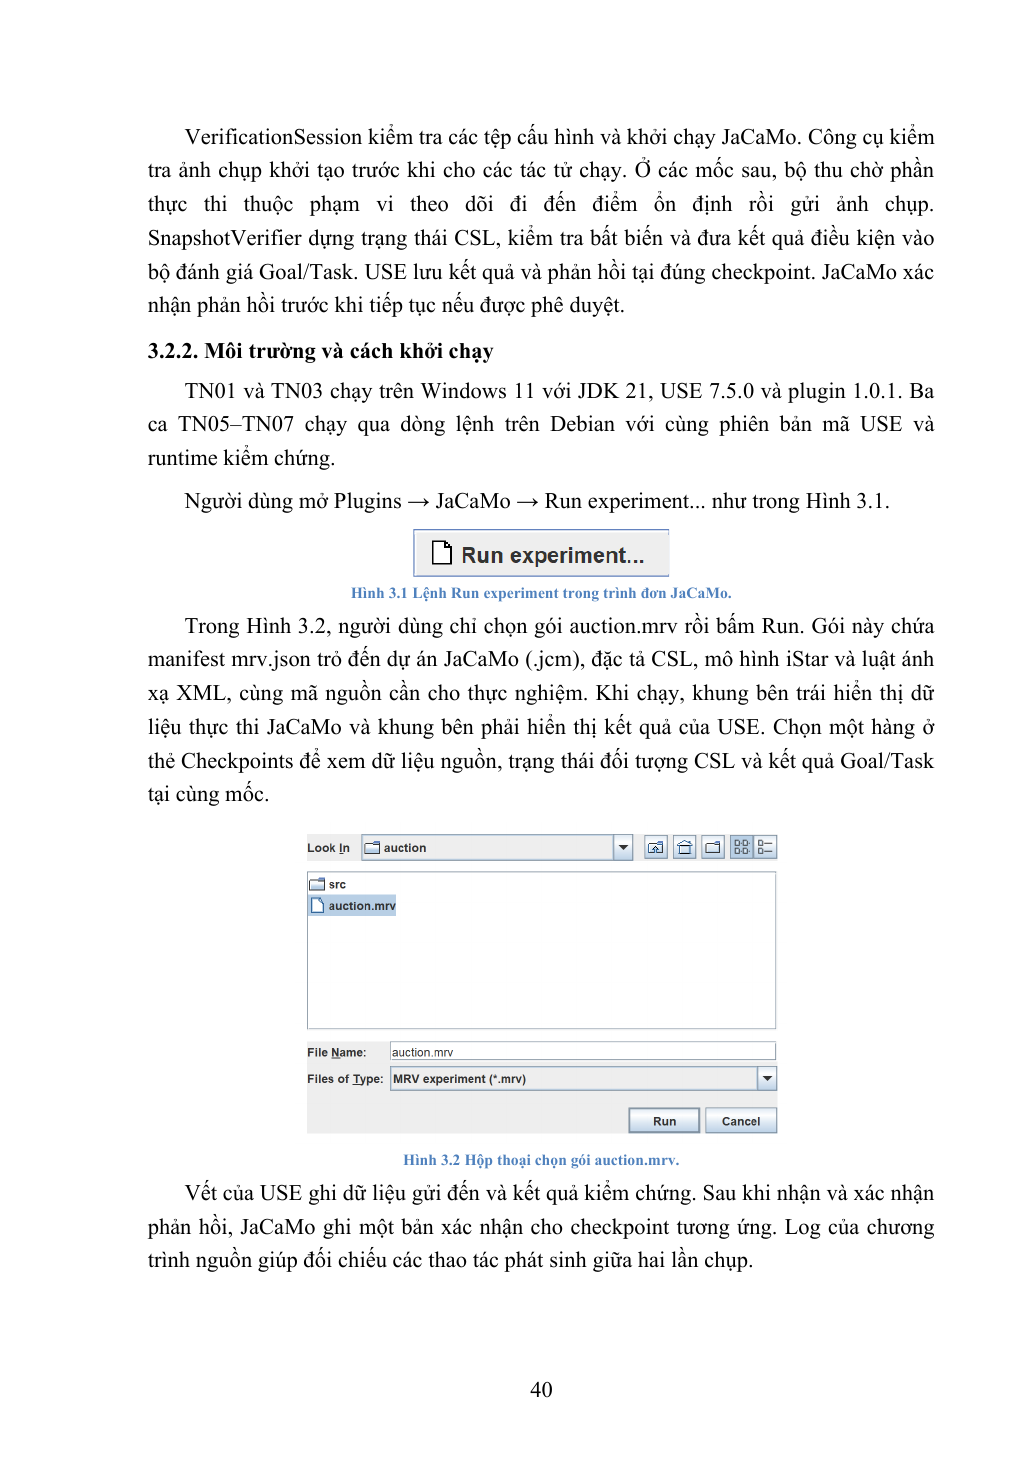 VerificationSession kiểm tra các tệp cấu hình và khởi chạy JaCaMo. Công cụ kiểm
tra ảnh chụp khởi tạo trước khi cho các tác tử chạy. Ở các mốc sau, bộ thu chờ phần
thực thi thuộc phạm vi theo dõi đi đến điểm ổn định rồi gửi ảnh chụp.
SnapshotVerifier dựng trạng thái CSL, kiểm tra bất biến và đưa kết quả điều kiện vào
bộ đánh giá Goal/Task. USE lưu kết quả và phản hồi tại đúng checkpoint. JaCaMo xác
nhận phản hồi trước khi tiếp tục nếu được phê duyệt.
3.2.2. Môi trường và cách khởi chạy
TN01 và TN03 chạy trên Windows 11 với JDK 21, USE 7.5.0 và plugin 1.0.1. Ba
ca TN05–TN07 chạy qua dòng lệnh trên Debian với cùng phiên bản mã USE và
runtime kiểm chứng.
Người dùng mở Plugins → JaCaMo → Run experiment... như trong Hình 3.1.
Run experiment...
Hình 3.1 Lệnh Run experiment trong trình đơn JaCaMo.
Trong Hình 3.2, người dùng chỉ chọn gói auction.mrv rồi bấm Run. Gói này chứa
manifest mrv.json trỏ đến dự án JaCaMo (.jcm), đặc tả CSL, mô hình iStar và luật ánh
xạ XML, cùng mã nguồn cần cho thực nghiệm. Khi chạy, khung bên trái hiển thị dữ
liệu thực thi JaCaMo và khung bên phải hiển thị kết quả của USE. Chọn một hàng ở
thẻ Checkpoints để xem dữ liệu nguồn, trạng thái đối tượng CSL và kết quả Goal/Task
tại cùng mốc.
Look In auction
src
auction.mrv
File Name: auction.mrv
Files of Type: MRV experiment (*.mrv)
Run Cancel
Hình 3.2 Hộp thoại chọn gói auction.mrv.
Vết của USE ghi dữ liệu gửi đến và kết quả kiểm chứng. Sau khi nhận và xác nhận
phản hồi, JaCaMo ghi một bản xác nhận cho checkpoint tương ứng. Log của chương
trình nguồn giúp đối chiếu các thao tác phát sinh giữa hai lần chụp.
40